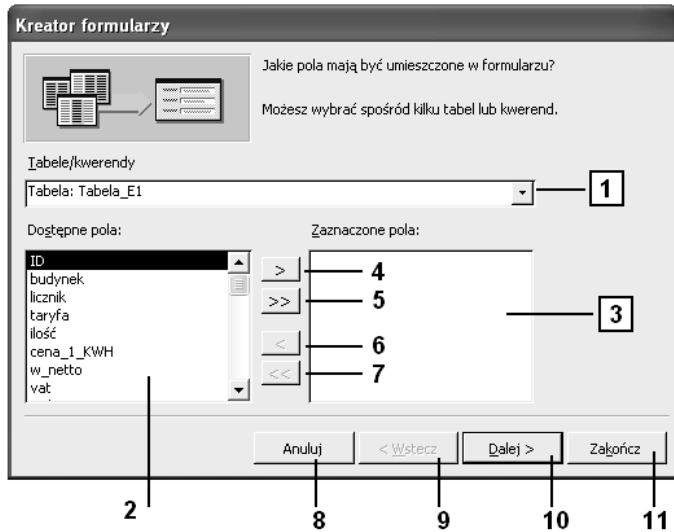 Kreator formularzy
Jakie pola mają być umieszczone w formularzu?
Możesz wybrać spośród kilku tabel lub kwerend.
Tabele/kwerendy
Tabela: Tabela_E1
1
Dostępne pola:
Zaznaczone pola:
ID
budynek
licznik
taryfa
ilość
cena_1_KWH
w_netto
vat
>
4
>>
5
<
6
<<
7
3
Anuluj
< Wstecz
Dalej >
Zakończ
2
8
9
10
11